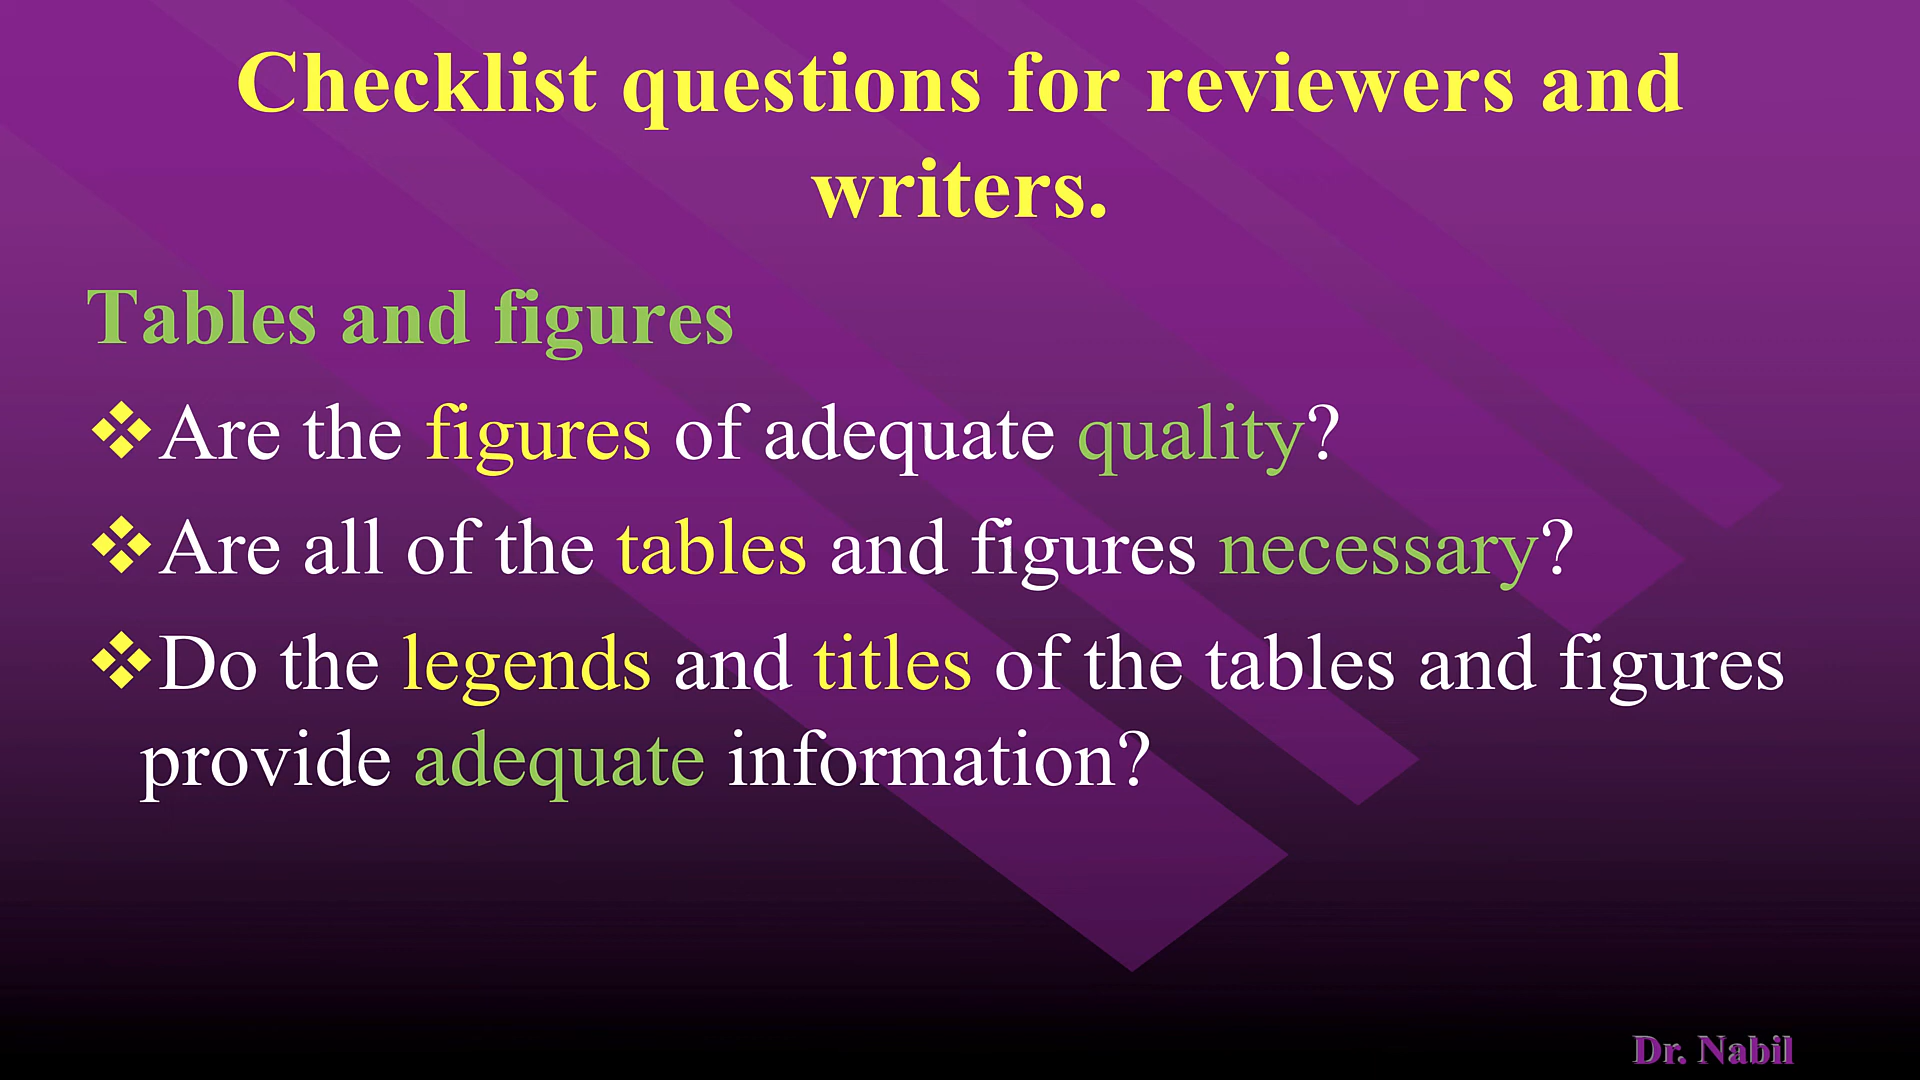 Checklist questions for reviewers and
writers.
Tables and figures
❖Are the figures of adequate quality?
❖Are all of the tables and figures necessary?
❖Do the legends and titles of the tables and figures
provide adequate information?
Dr. Nabil